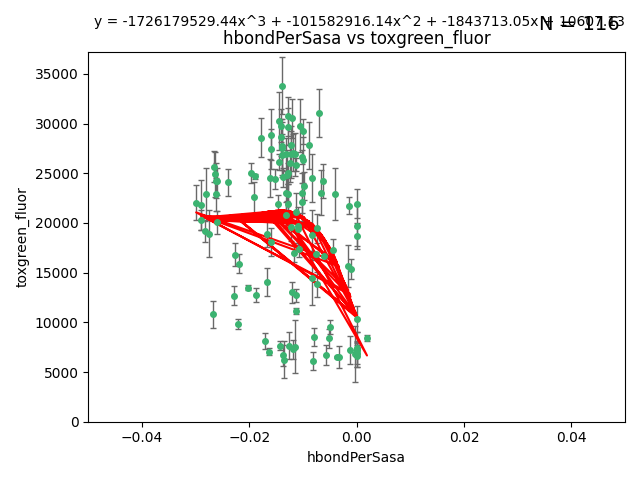 y = -1726179529.44x^3 + -101582916.14x^2 + -1843713.05x + 10607.13
N = 116
hbondPerSasa vs toxgreen_fluor
35000
30000
25000
20000
15000
10000
5000
0
toxgreen_fluor
-0.04 -0.02 0.00 0.02 0.04
hbondPerSasa